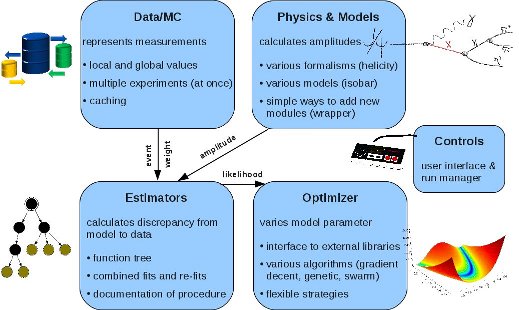 Data/MC
represents measurements
• local and global values
• multiple experiments (at once)
• caching
Physics & Models
calculates amplitudes
• various formalisms (helicity)
• various models (isobar)
• simple ways to add new
modules (wrapper)
Controls
user interface &
run manager
event
weight
amplitude
likelihood
Estimators
calculates discrepancy from
model to data
• function tree
• combined fits and re-fits
• documentation of procedure
Optimizer
varies model parameter
• interface to external libraries
• various algorithms (gradient
decent, genetic, swarm)
• flexible strategies